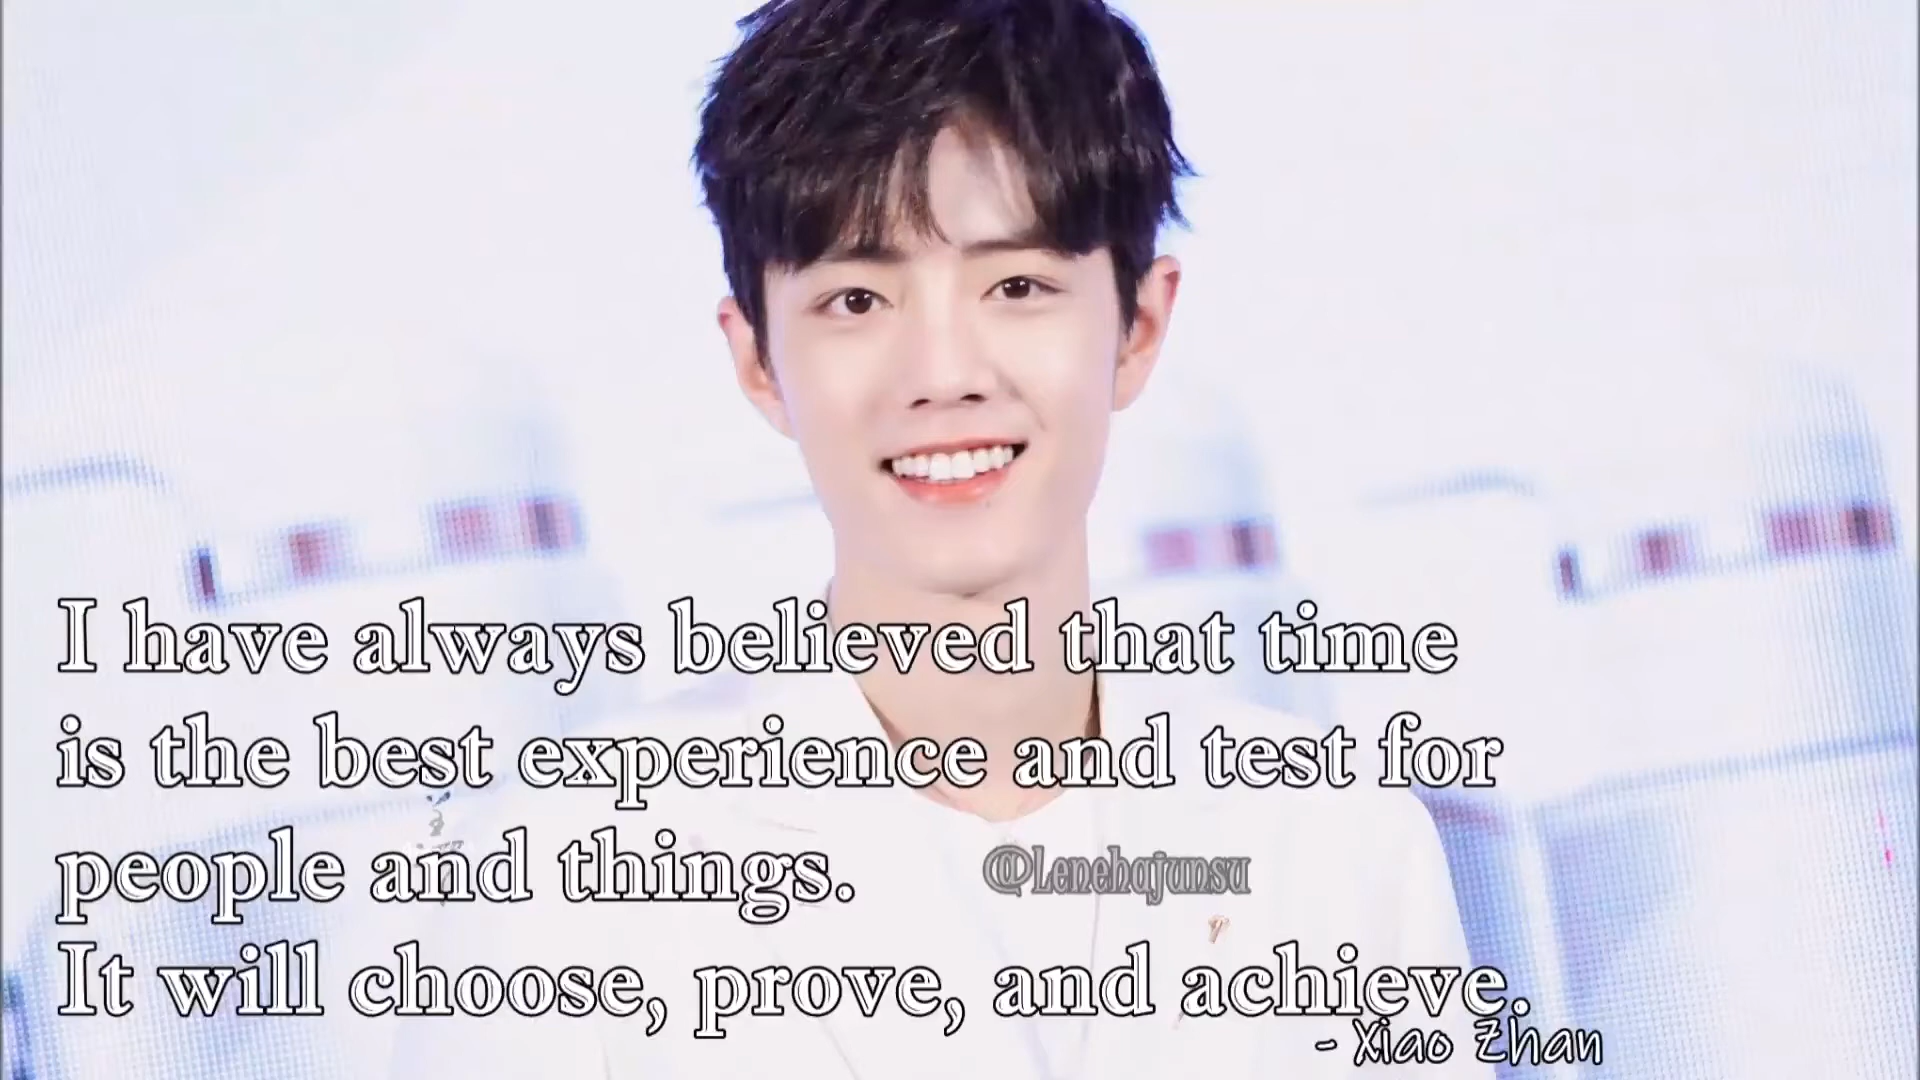 I have always believed that time
is the best experience and test for
people and things.
@Lenehajunsu
It will choose, prove, and achieve.
- Xiao Zhan